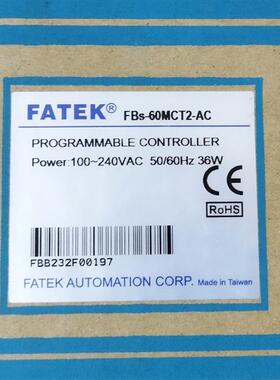 FATEK® FBs-60MCT2-AC
PROGRAMMABLE CONTROLLER
Power:100~240VAC 50/60Hz 36W
CE
RoHS
FBB232F00197
FATEK AUTOMATION CORP. Made in Taiwan